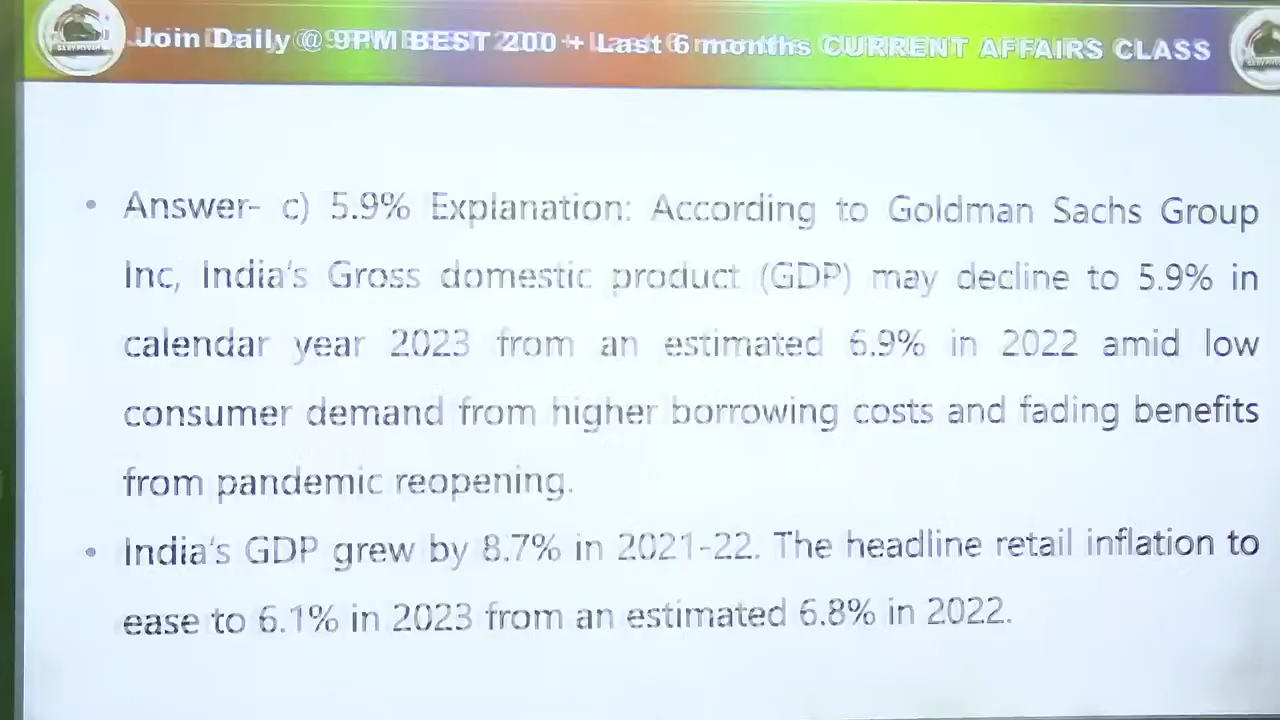 Join Daily @ 9PM BEST 200 + Last 6 months CURRENT AFFAIRS CLASS
• Answer- c) 5.9% Explanation: According to Goldman Sachs Group
Inc, India's Gross domestic product (GDP) may decline to 5.9% in
calendar year 2023 from an estimated 6.9% in 2022 amid low
consumer demand from higher borrowing costs and fading benefits
from pandemic reopening.
• India's GDP grew by 8.7% in 2021-22. The headline retail inflation to
ease to 6.1% in 2023 from an estimated 6.8% in 2022.